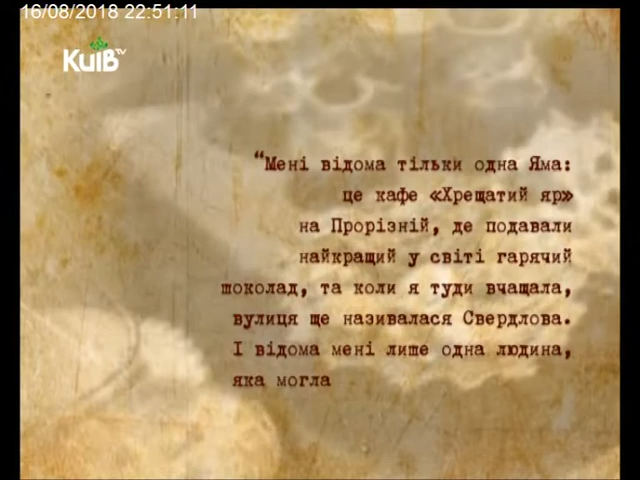 16/08/2018 22:51:11
КиїВ tv
“Мені відома тільки одна Яма:
це кафе «Хрещатий яр»
на Прорізній, де подавали
найкращий у світі гарячий
шоколад, та коли я туди вчащала,
вулиця ще називалася Свердлова.
І відома мені лише одна людина,
яка могла